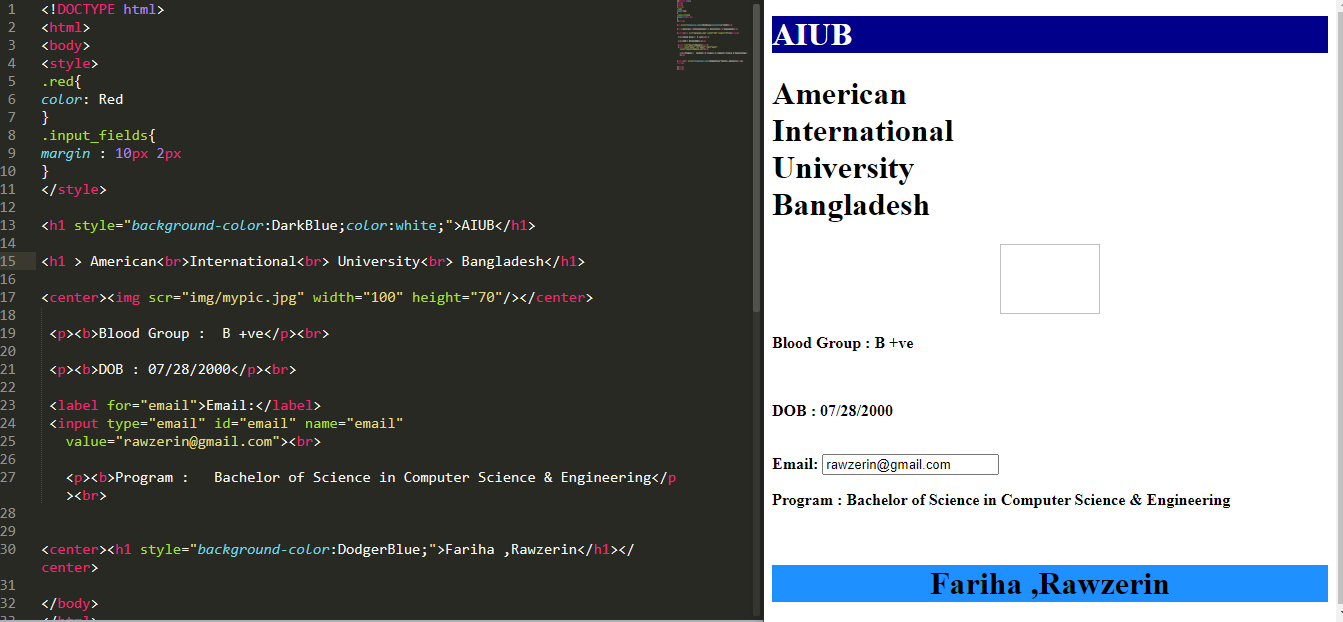 1 <!DOCTYPE html>
2 <html>
3 <body>
4 <style>
5 .red{
6 color: Red
7 }
8 .input_fields{
9 margin : 10px 2px
10 }
11 </style>
12
13 <h1 style="background-color:DarkBlue;color:white;">AIUB</h1>
14
15 <h1 > American<br>International<br> University<br> Bangladesh</h1>
16
17 <center><img scr="img/mypic.jpg" width="100" height="70"/></center>
18
19 <p><b>Blood Group :  B +ve</p><br>
20
21 <p><b>DOB : 07/28/2000</p><br>
22
23 <label for="email">Email:</label>
24 <input type="email" id="email" name="email"
25 value="rawzerin@gmail.com"><br>
26
27 <p><b>Program :   Bachelor of Science in Computer Science & Engineering</p
><br>
28
29
30 <center><h1 style="background-color:DodgerBlue;">Fariha ,Rawzerin</h1></
center>
31
32 </body>
AIUB
American
International
University
Bangladesh
Blood Group : B +ve
DOB : 07/28/2000
Email: rawzerin@gmail.com
Program : Bachelor of Science in Computer Science & Engineering
Fariha ,Rawzerin